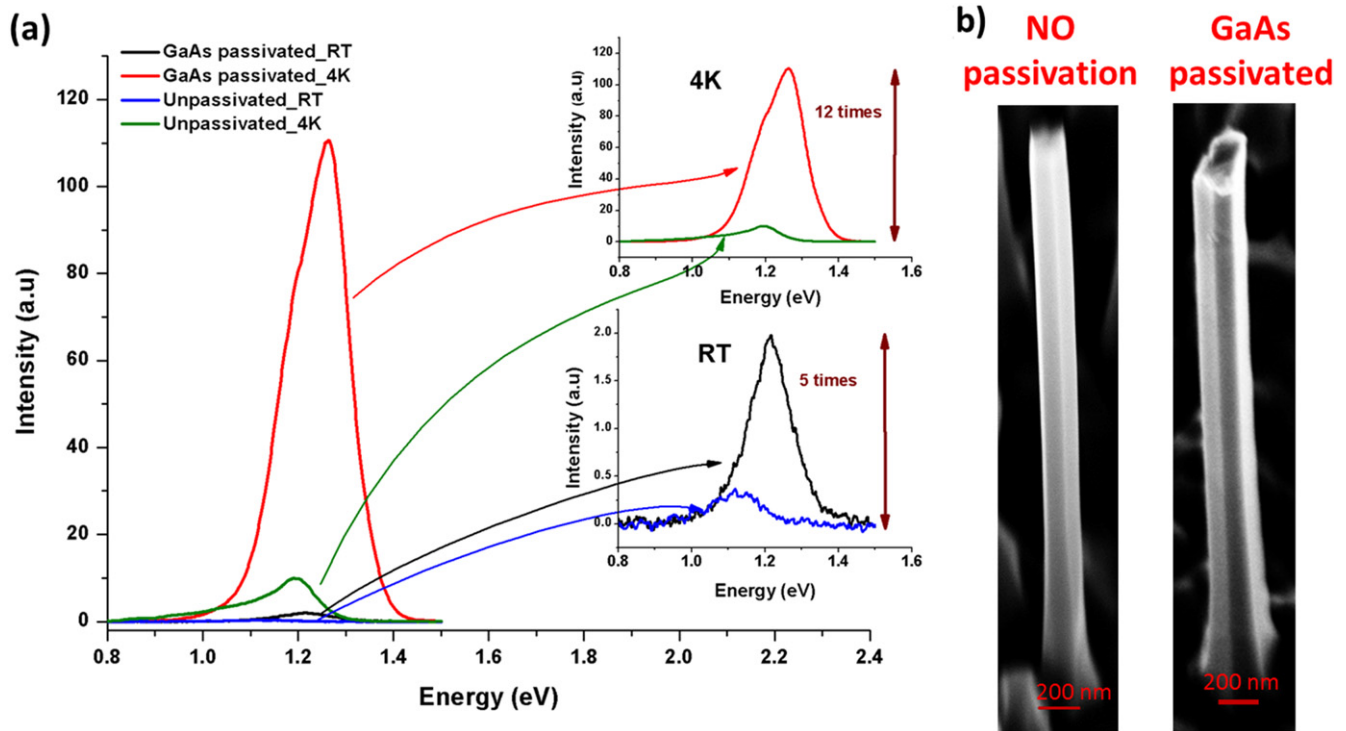 (a)
GaAs passivated_RT
GaAs passivated_4K
Unpassivated_RT
Unpassivated_4K
Intensity (a.u)
120
100
80
60
40
20
0
0.8 1.0 1.2 1.4 1.6 1.8 2.0 2.2 2.4
Energy (eV)
4K
12 times
Intensity (a.u)
120
100
80
60
40
20
0
0.8 1.0 1.2 1.4 1.6
Energy (eV)
RT
5 times
Intensity (a.u)
2.0
1.5
1.0
0.5
0.0
0.8 1.0 1.2 1.4 1.6
Energy (eV)
b)
NO
passivation
GaAs
passivated
200 nm
200 nm